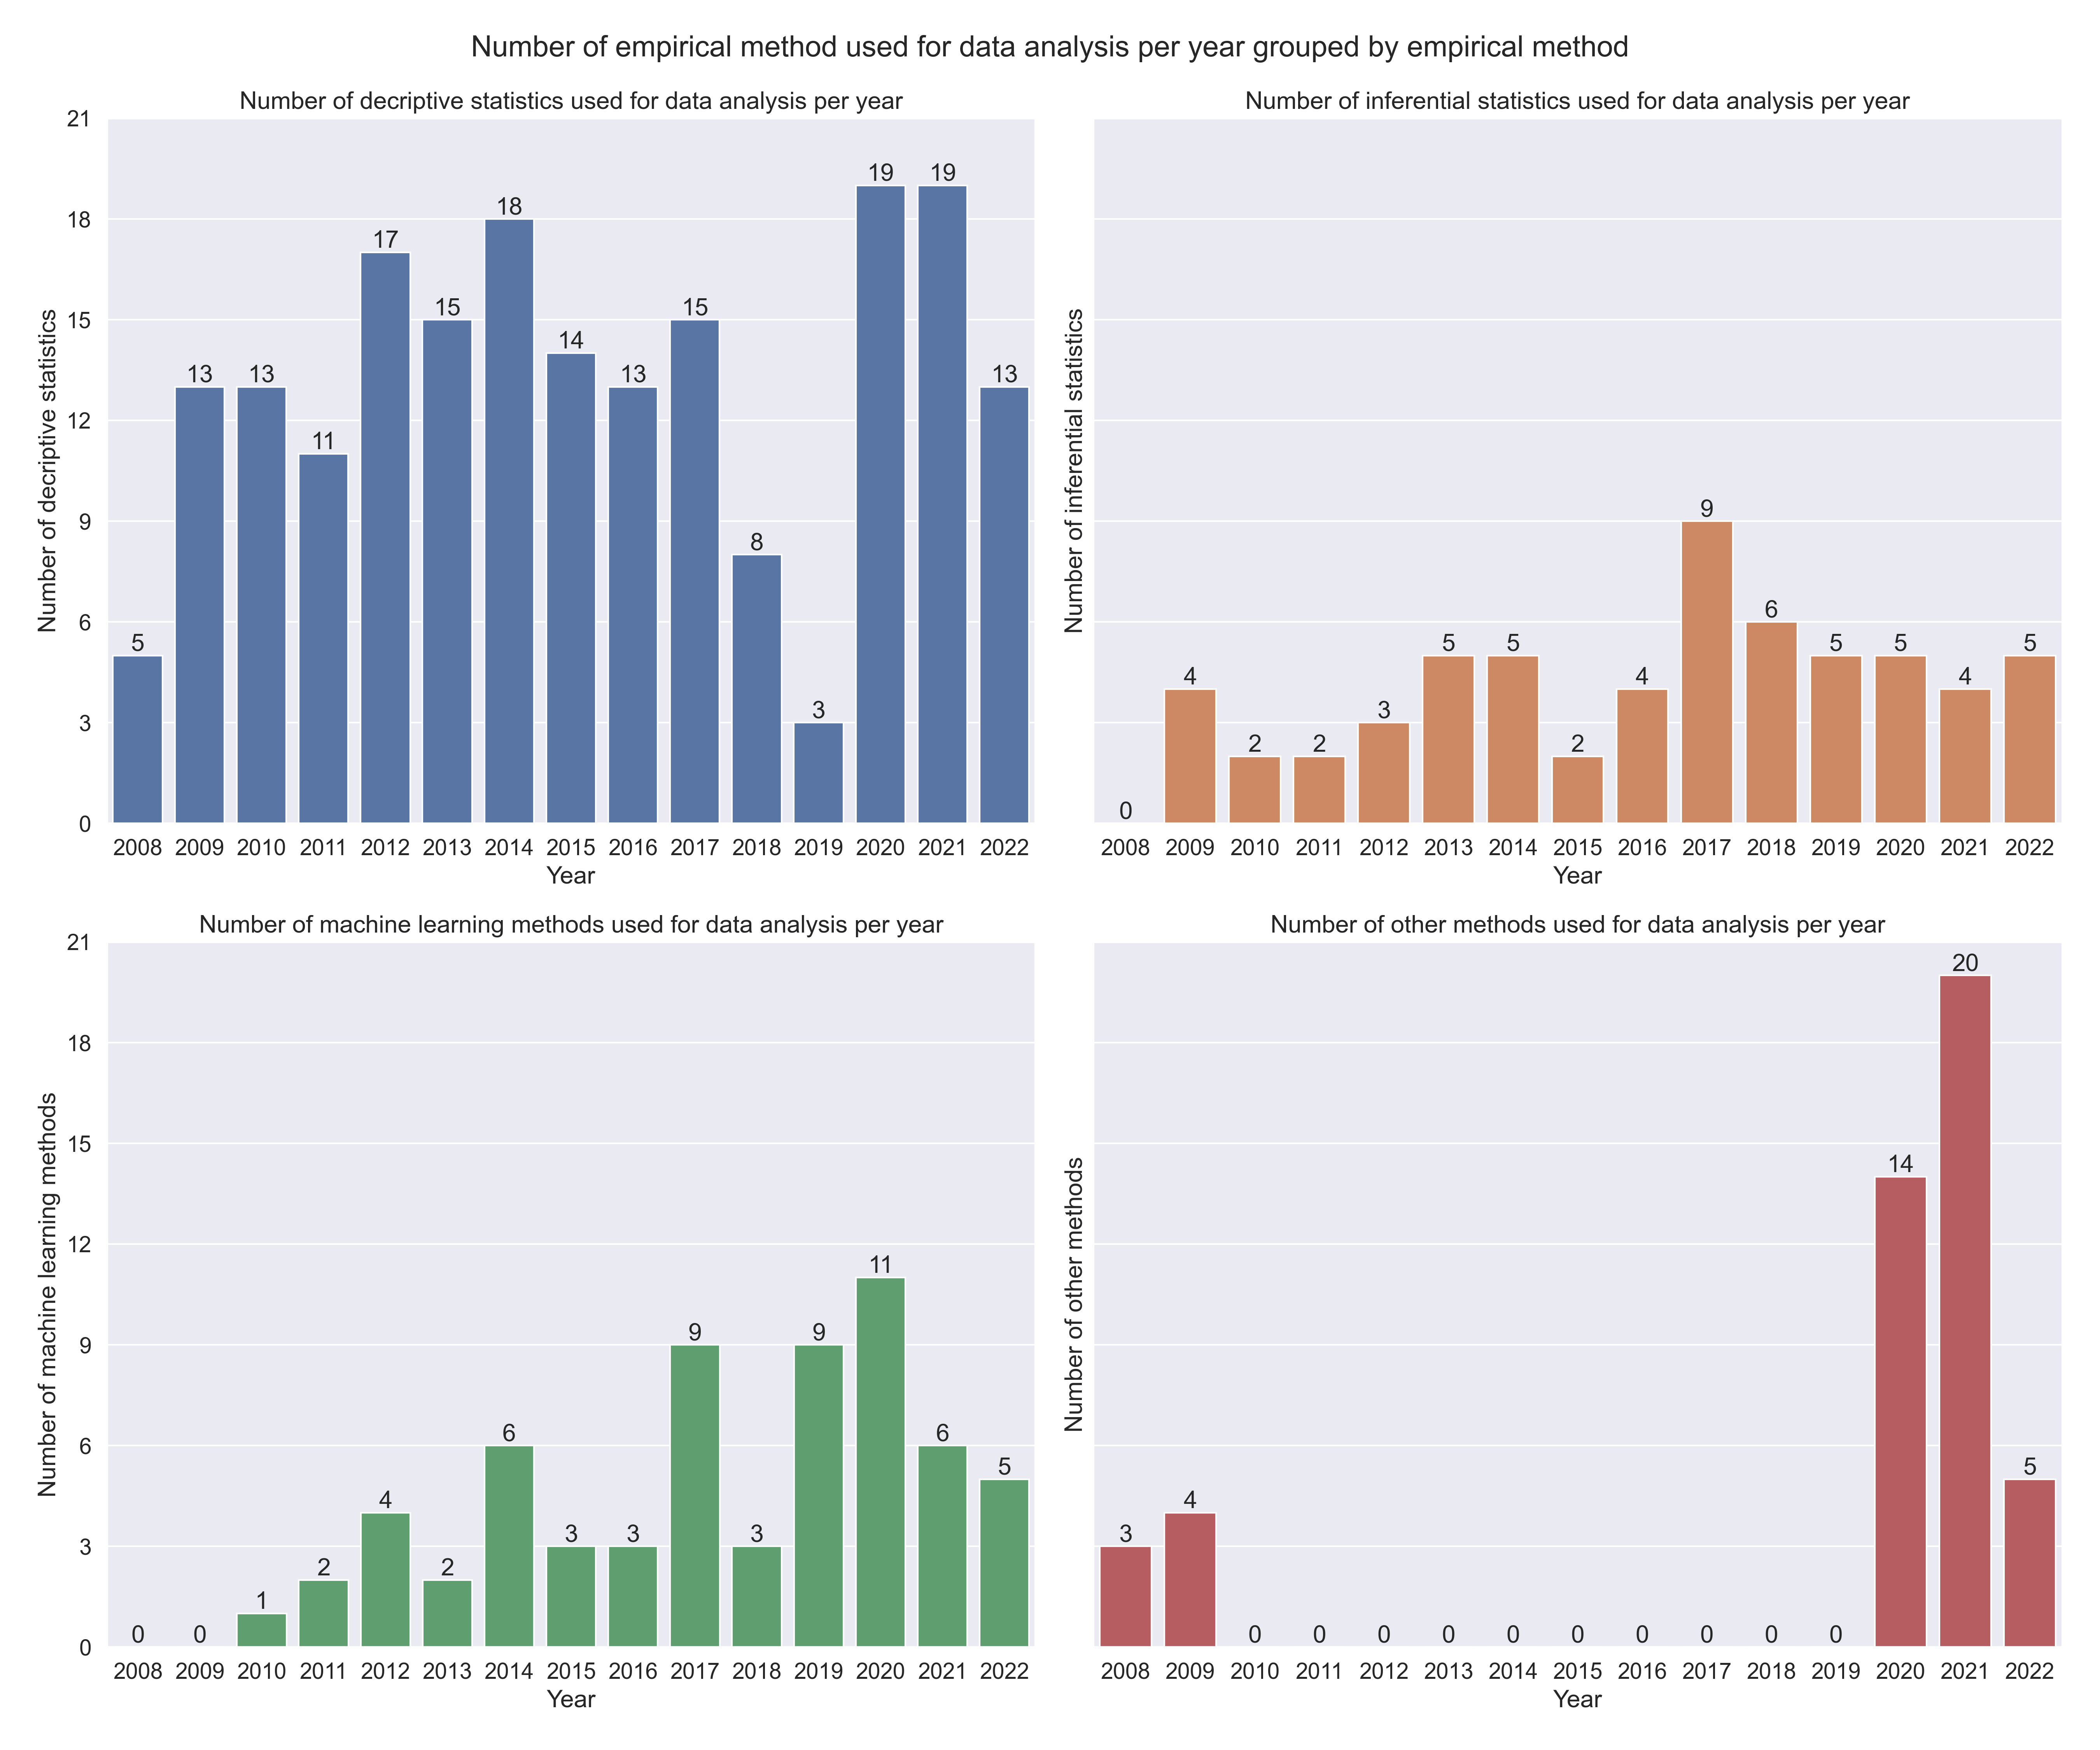 Number of empirical method used for data analysis per year grouped by empirical method
Number of decriptive statistics used for data analysis per year
Number of decriptive statistics
21
18
15
12
9
6
3
0
5 13 13 11 17 15 18 14 13 15 8 3 19 19 13
2008 2009 2010 2011 2012 2013 2014 2015 2016 2017 2018 2019 2020 2021 2022
Year
Number of inferential statistics used for data analysis per year
Number of inferential statistics
0 4 2 2 3 5 5 2 4 9 6 5 5 4 5
2008 2009 2010 2011 2012 2013 2014 2015 2016 2017 2018 2019 2020 2021 2022
Year
Number of machine learning methods used for data analysis per year
Number of machine learning methods
21
18
15
12
9
6
3
0
0 0 1 2 4 2 6 3 3 9 3 9 11 6 5
2008 2009 2010 2011 2012 2013 2014 2015 2016 2017 2018 2019 2020 2021 2022
Year
Number of other methods used for data analysis per year
Number of other methods
3 4 0 0 0 0 0 0 0 0 0 0 14 20 5
2008 2009 2010 2011 2012 2013 2014 2015 2016 2017 2018 2019 2020 2021 2022
Year